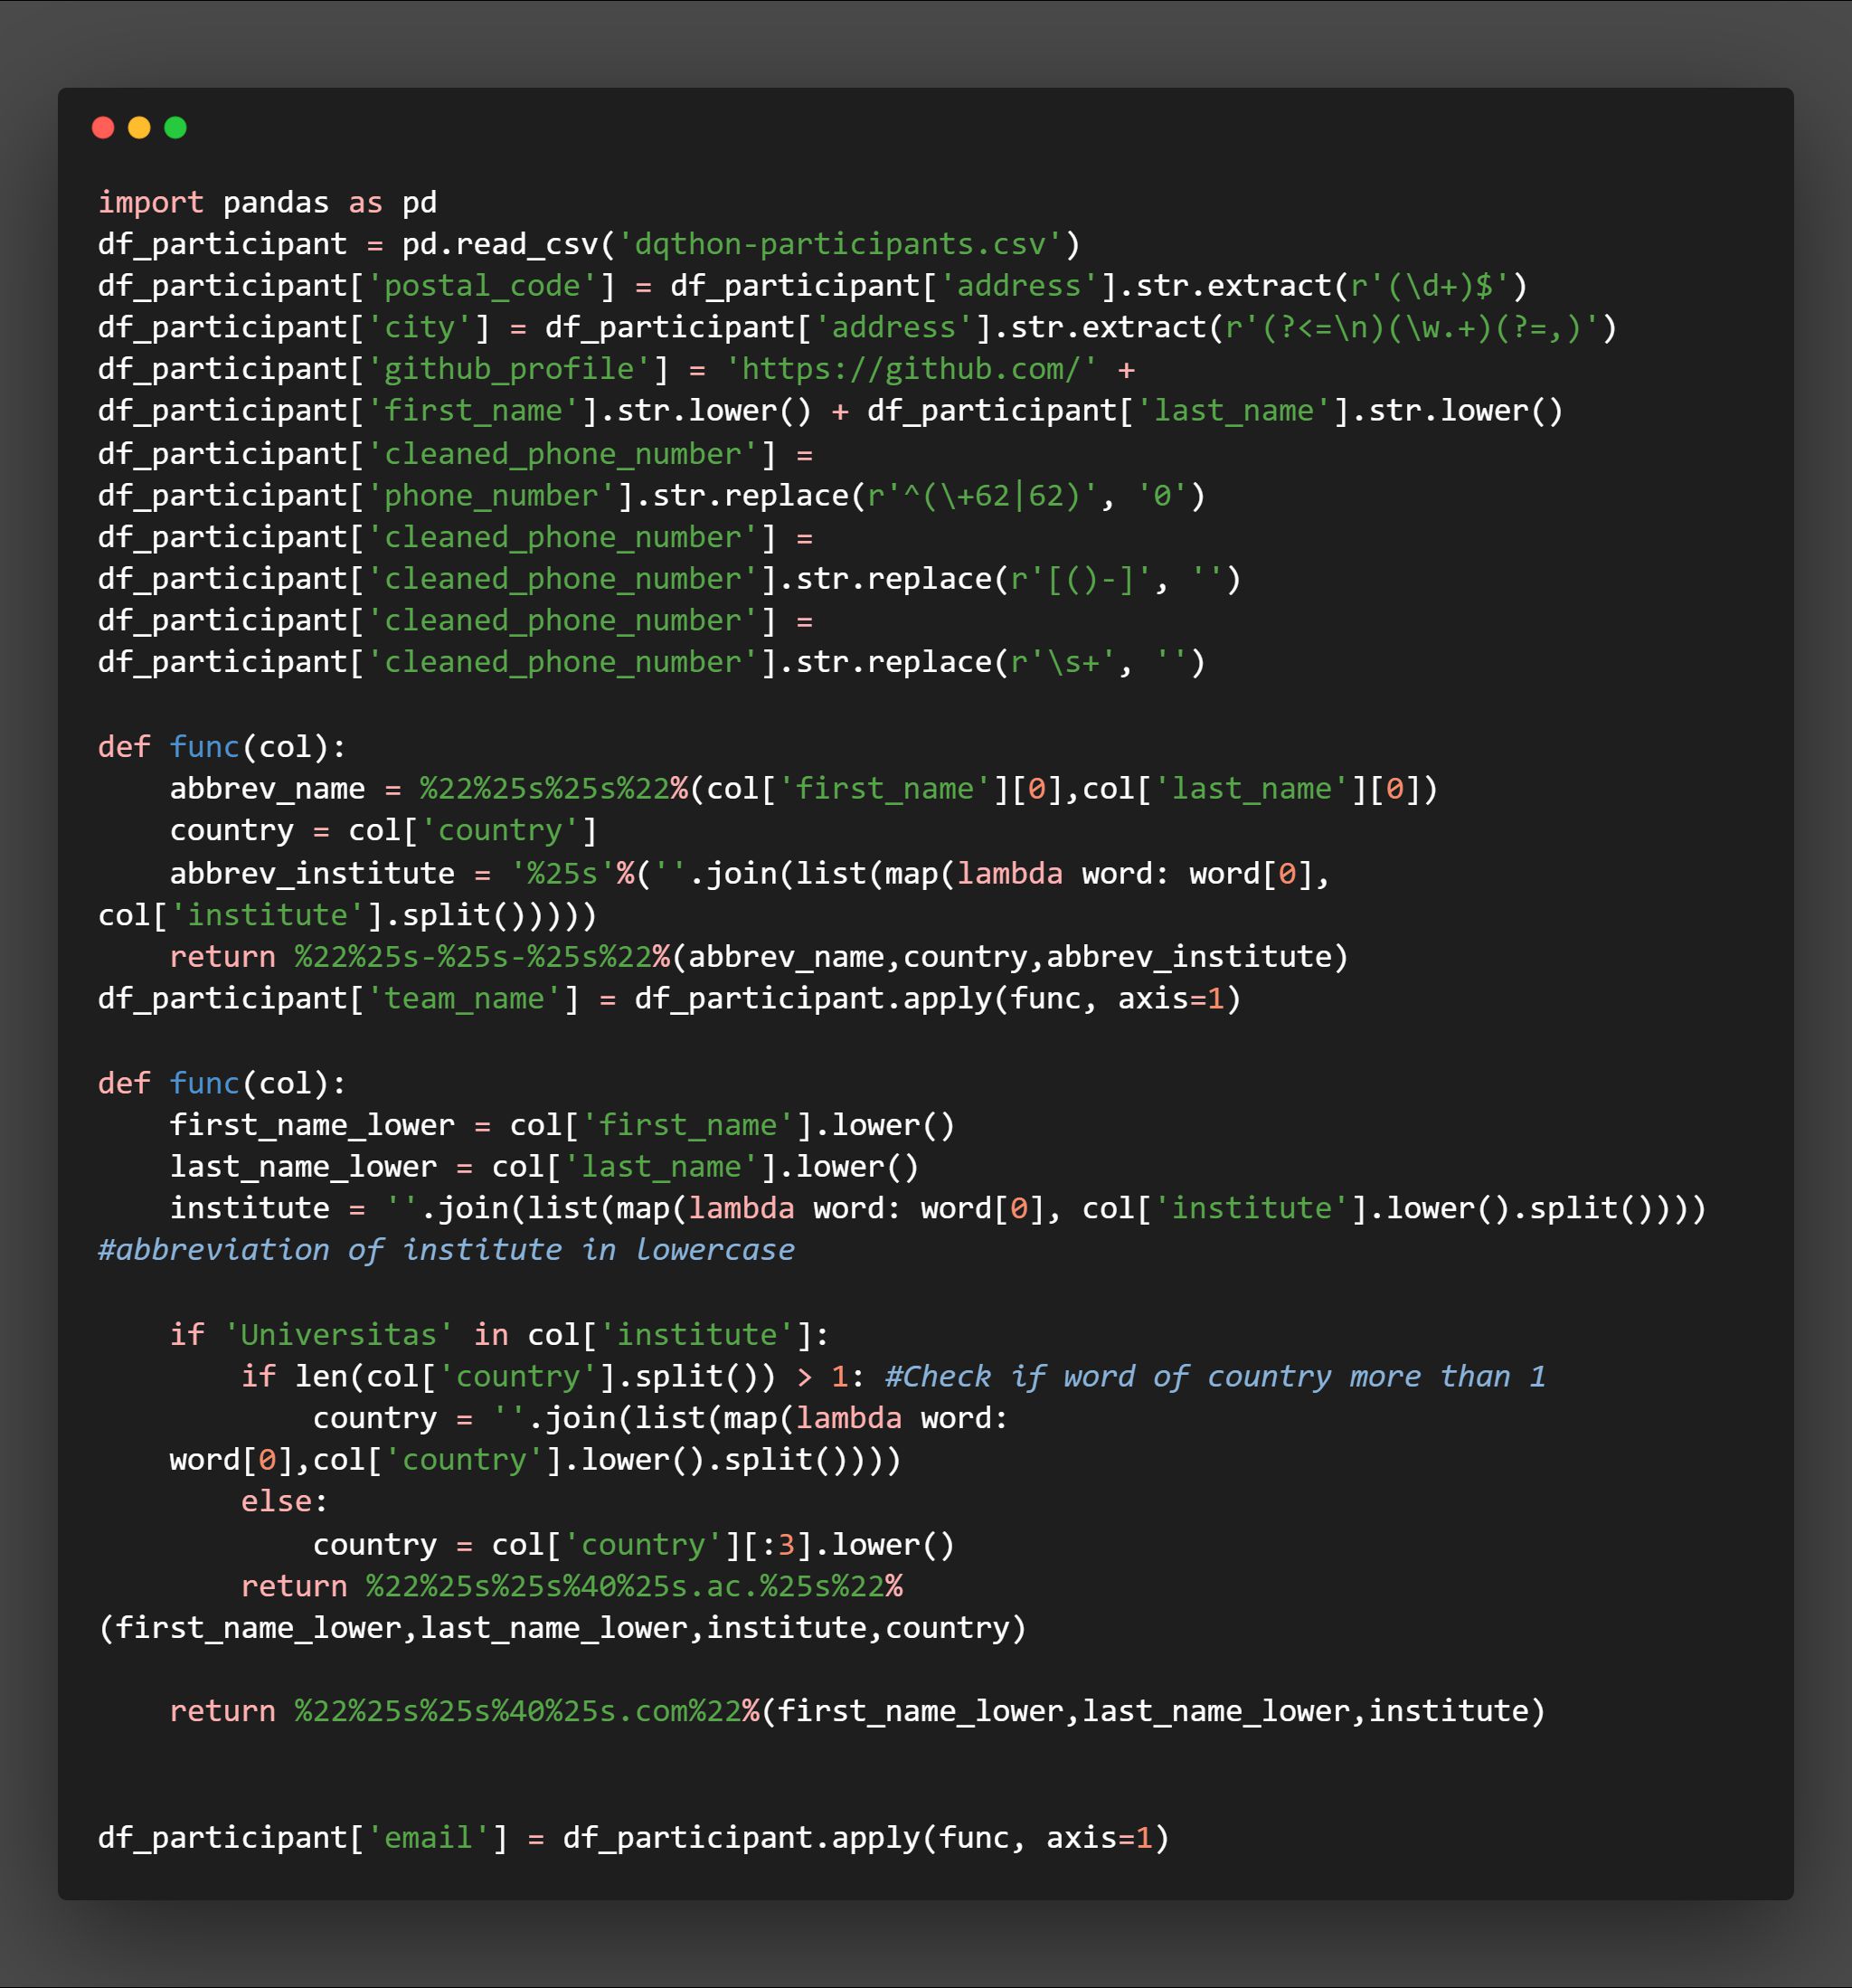 import pandas as pd
df_participant = pd.read_csv('dqthon-participants.csv')
df_participant['postal_code'] = df_participant['address'].str.extract(r'(\d+)$')
df_participant['city'] = df_participant['address'].str.extract(r'(?<=\n)(\w.+)(?=,)')
df_participant['github_profile'] = 'https://github.com/' +
df_participant['first_name'].str.lower() + df_participant['last_name'].str.lower()
df_participant['cleaned_phone_number'] =
df_participant['phone_number'].str.replace(r'^(\+62|62)', '0')
df_participant['cleaned_phone_number'] =
df_participant['cleaned_phone_number'].str.replace(r'[()-]', '')
df_participant['cleaned_phone_number'] =
df_participant['cleaned_phone_number'].str.replace(r'\s+', '')

def func(col):
    abbrev_name = %22%25s%25s%22%(col['first_name'][0],col['last_name'][0])
    country = col['country']
    abbrev_institute = '%25s'%(''.join(list(map(lambda word: word[0],
col['institute'].split()))))
    return %22%25s-%25s-%25s%22%(abbrev_name,country,abbrev_institute)
df_participant['team_name'] = df_participant.apply(func, axis=1)

def func(col):
    first_name_lower = col['first_name'].lower()
    last_name_lower = col['last_name'].lower()
    institute = ''.join(list(map(lambda word: word[0], col['institute'].lower().split())))
#abbreviation of institute in lowercase

    if 'Universitas' in col['institute']:
        if len(col['country'].split()) > 1: #Check if word of country more than 1
            country = ''.join(list(map(lambda word:
    word[0],col['country'].lower().split())))
        else:
            country = col['country'][:3].lower()
        return %22%25s%25s%40%25s.ac.%25s%22%
(first_name_lower,last_name_lower,institute,country)

    return %22%25s%25s%40%25s.com%22%(first_name_lower,last_name_lower,institute)

df_participant['email'] = df_participant.apply(func, axis=1)